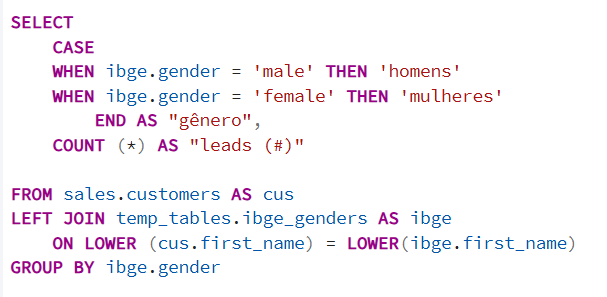 SELECT
    CASE
    WHEN ibge.gender = 'male' THEN 'homens'
    WHEN ibge.gender = 'female' THEN 'mulheres'
        END AS "gênero",
    COUNT (*) AS "leads (#)"

FROM sales.customers AS cus
LEFT JOIN temp_tables.ibge_genders AS ibge
    ON LOWER (cus.first_name) = LOWER(ibge.first_name)
GROUP BY ibge.gender